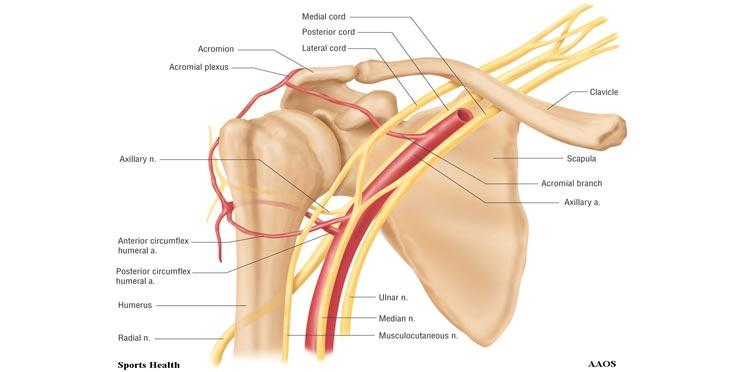 Medial cord
Posterior cord
Lateral cord
Acromion
Acromial plexus
Clavicle
Axillary n.
Scapula
Acromial branch
Axillary a.
Anterior circumflex
humeral a.
Posterior circumflex
humeral a.
Ulnar n.
Humerus
Median n.
Radial n.
Musculocutaneous n.
Sports Health
AAOS